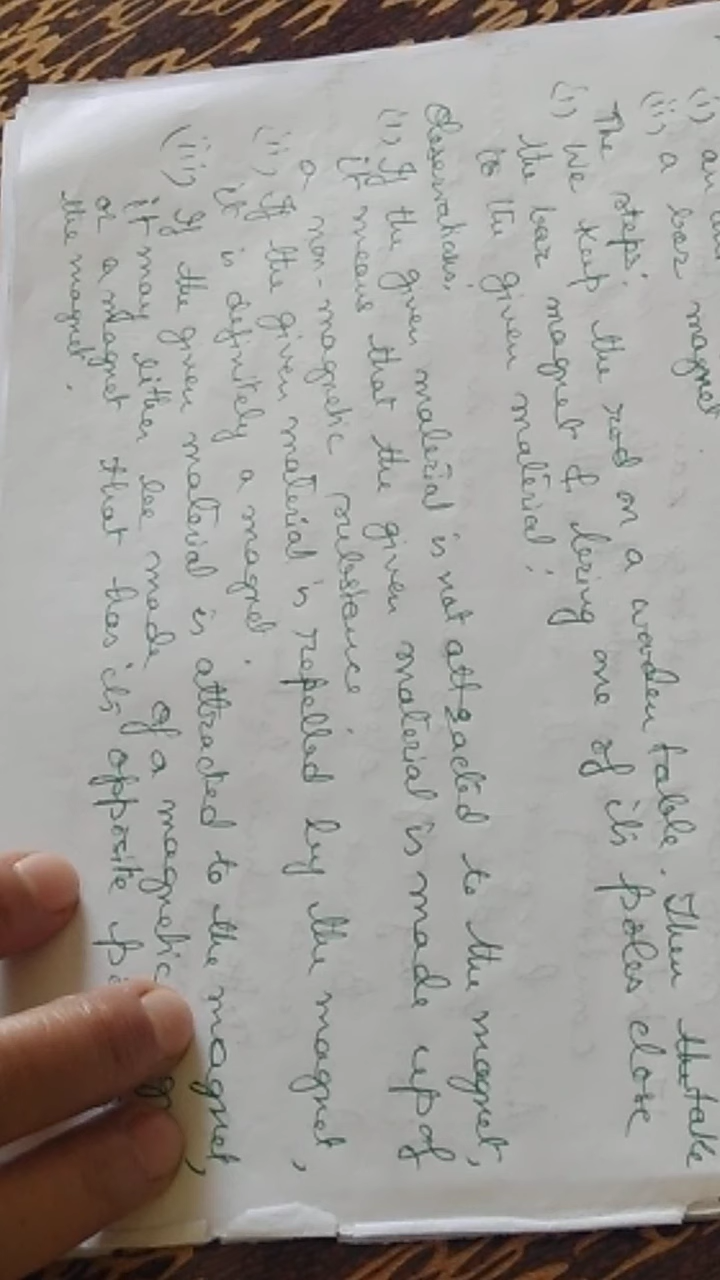 (i) an
(ii) a bar magnet
The steps:
(i) We keep the rod on a wooden table. Then take
the bar magnet & bring one of its poles close
to the given material;
Observations;
(i) If the given material is not attracted to the magnet,
it means that the given material is made up of
a non-magnetic substance
(ii) If the given material is repelled by the magnet,
it is definitely a magnet.
(iii) If the given material is attracted to the magnet,
it may either be made of a magnetic
or a magnet that has its opposite
the magnet.